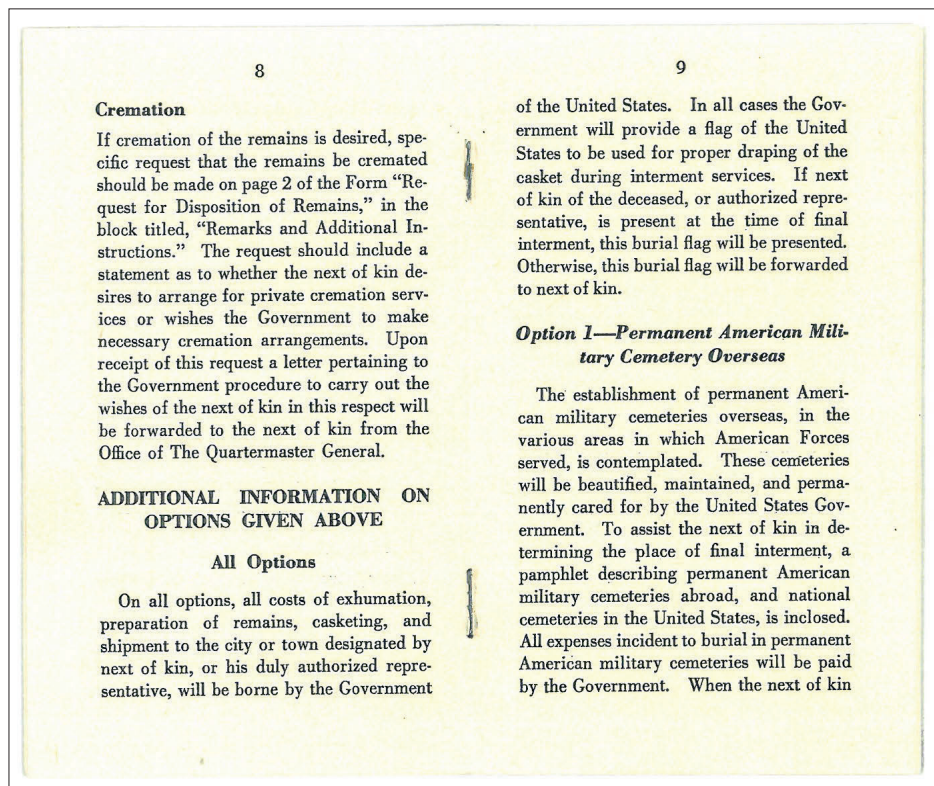 8
Cremation
If cremation of the remains is desired, spe-
cific request that the remains be cremated
should be made on page 2 of the Form “Re-
quest for Disposition of Remains,” in the
block titled, “Remarks and Additional In-
structions.” The request should include a
statement as to whether the next of kin de-
sires to arrange for private cremation serv-
ices or wishes the Government to make
necessary cremation arrangements. Upon
receipt of this request a letter pertaining to
the Government procedure to carry out the
wishes of the next of kin in this respect will
be forwarded to the next of kin from the
Office of The Quartermaster General.
ADDITIONAL INFORMATION ON
OPTIONS GIVEN ABOVE
All Options
On all options, all costs of exhumation,
preparation of remains, casketing, and
shipment to the city or town designated by
next of kin, or his duly authorized repre-
sentative, will be borne by the Government
9
of the United States. In all cases the Gov-
ernment will provide a flag of the United
States to be used for proper draping of the
casket during interment services. If next
of kin of the deceased, or authorized repre-
sentative, is present at the time of final
interment, this burial flag will be presented.
Otherwise, this burial flag will be forwarded
to next of kin.
Option 1—Permanent American Mili-
tary Cemetery Overseas
The establishment of permanent Ameri-
can military cemeteries overseas, in the
various areas in which American Forces
served, is contemplated. These cemeteries
will be beautified, maintained, and perma-
nently cared for by the United States Gov-
ernment. To assist the next of kin in de-
termining the place of final interment, a
pamphlet describing permanent American
military cemeteries abroad, and national
cemeteries in the United States, is inclosed.
All expenses incident to burial in permanent
American military cemeteries will be paid
by the Government. When the next of kin